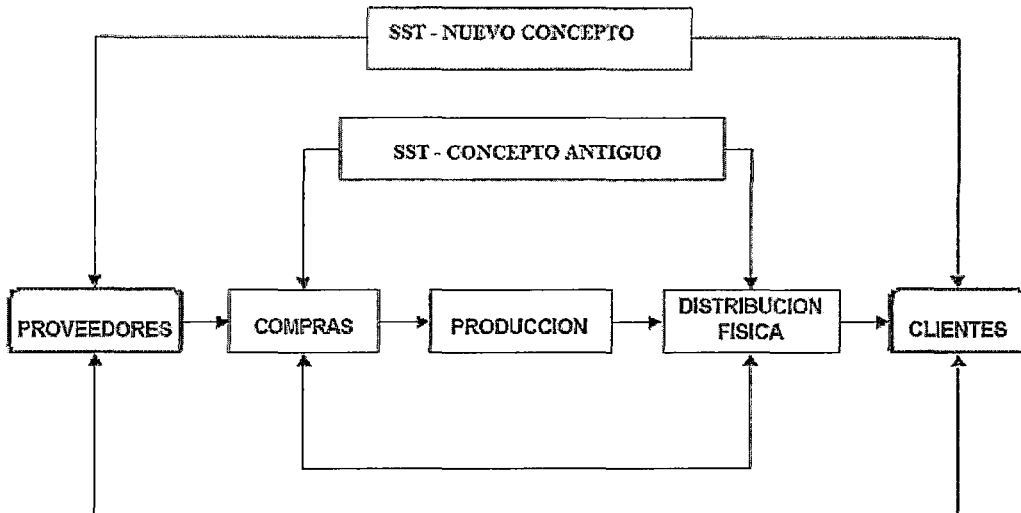 SST - NUEVO CONCEPTO
SST - CONCEPTO ANTIGUO
PROVEEDORES
COMPRAS
PRODUCCION
DISTRIBUCION
FISICA
CLIENTES